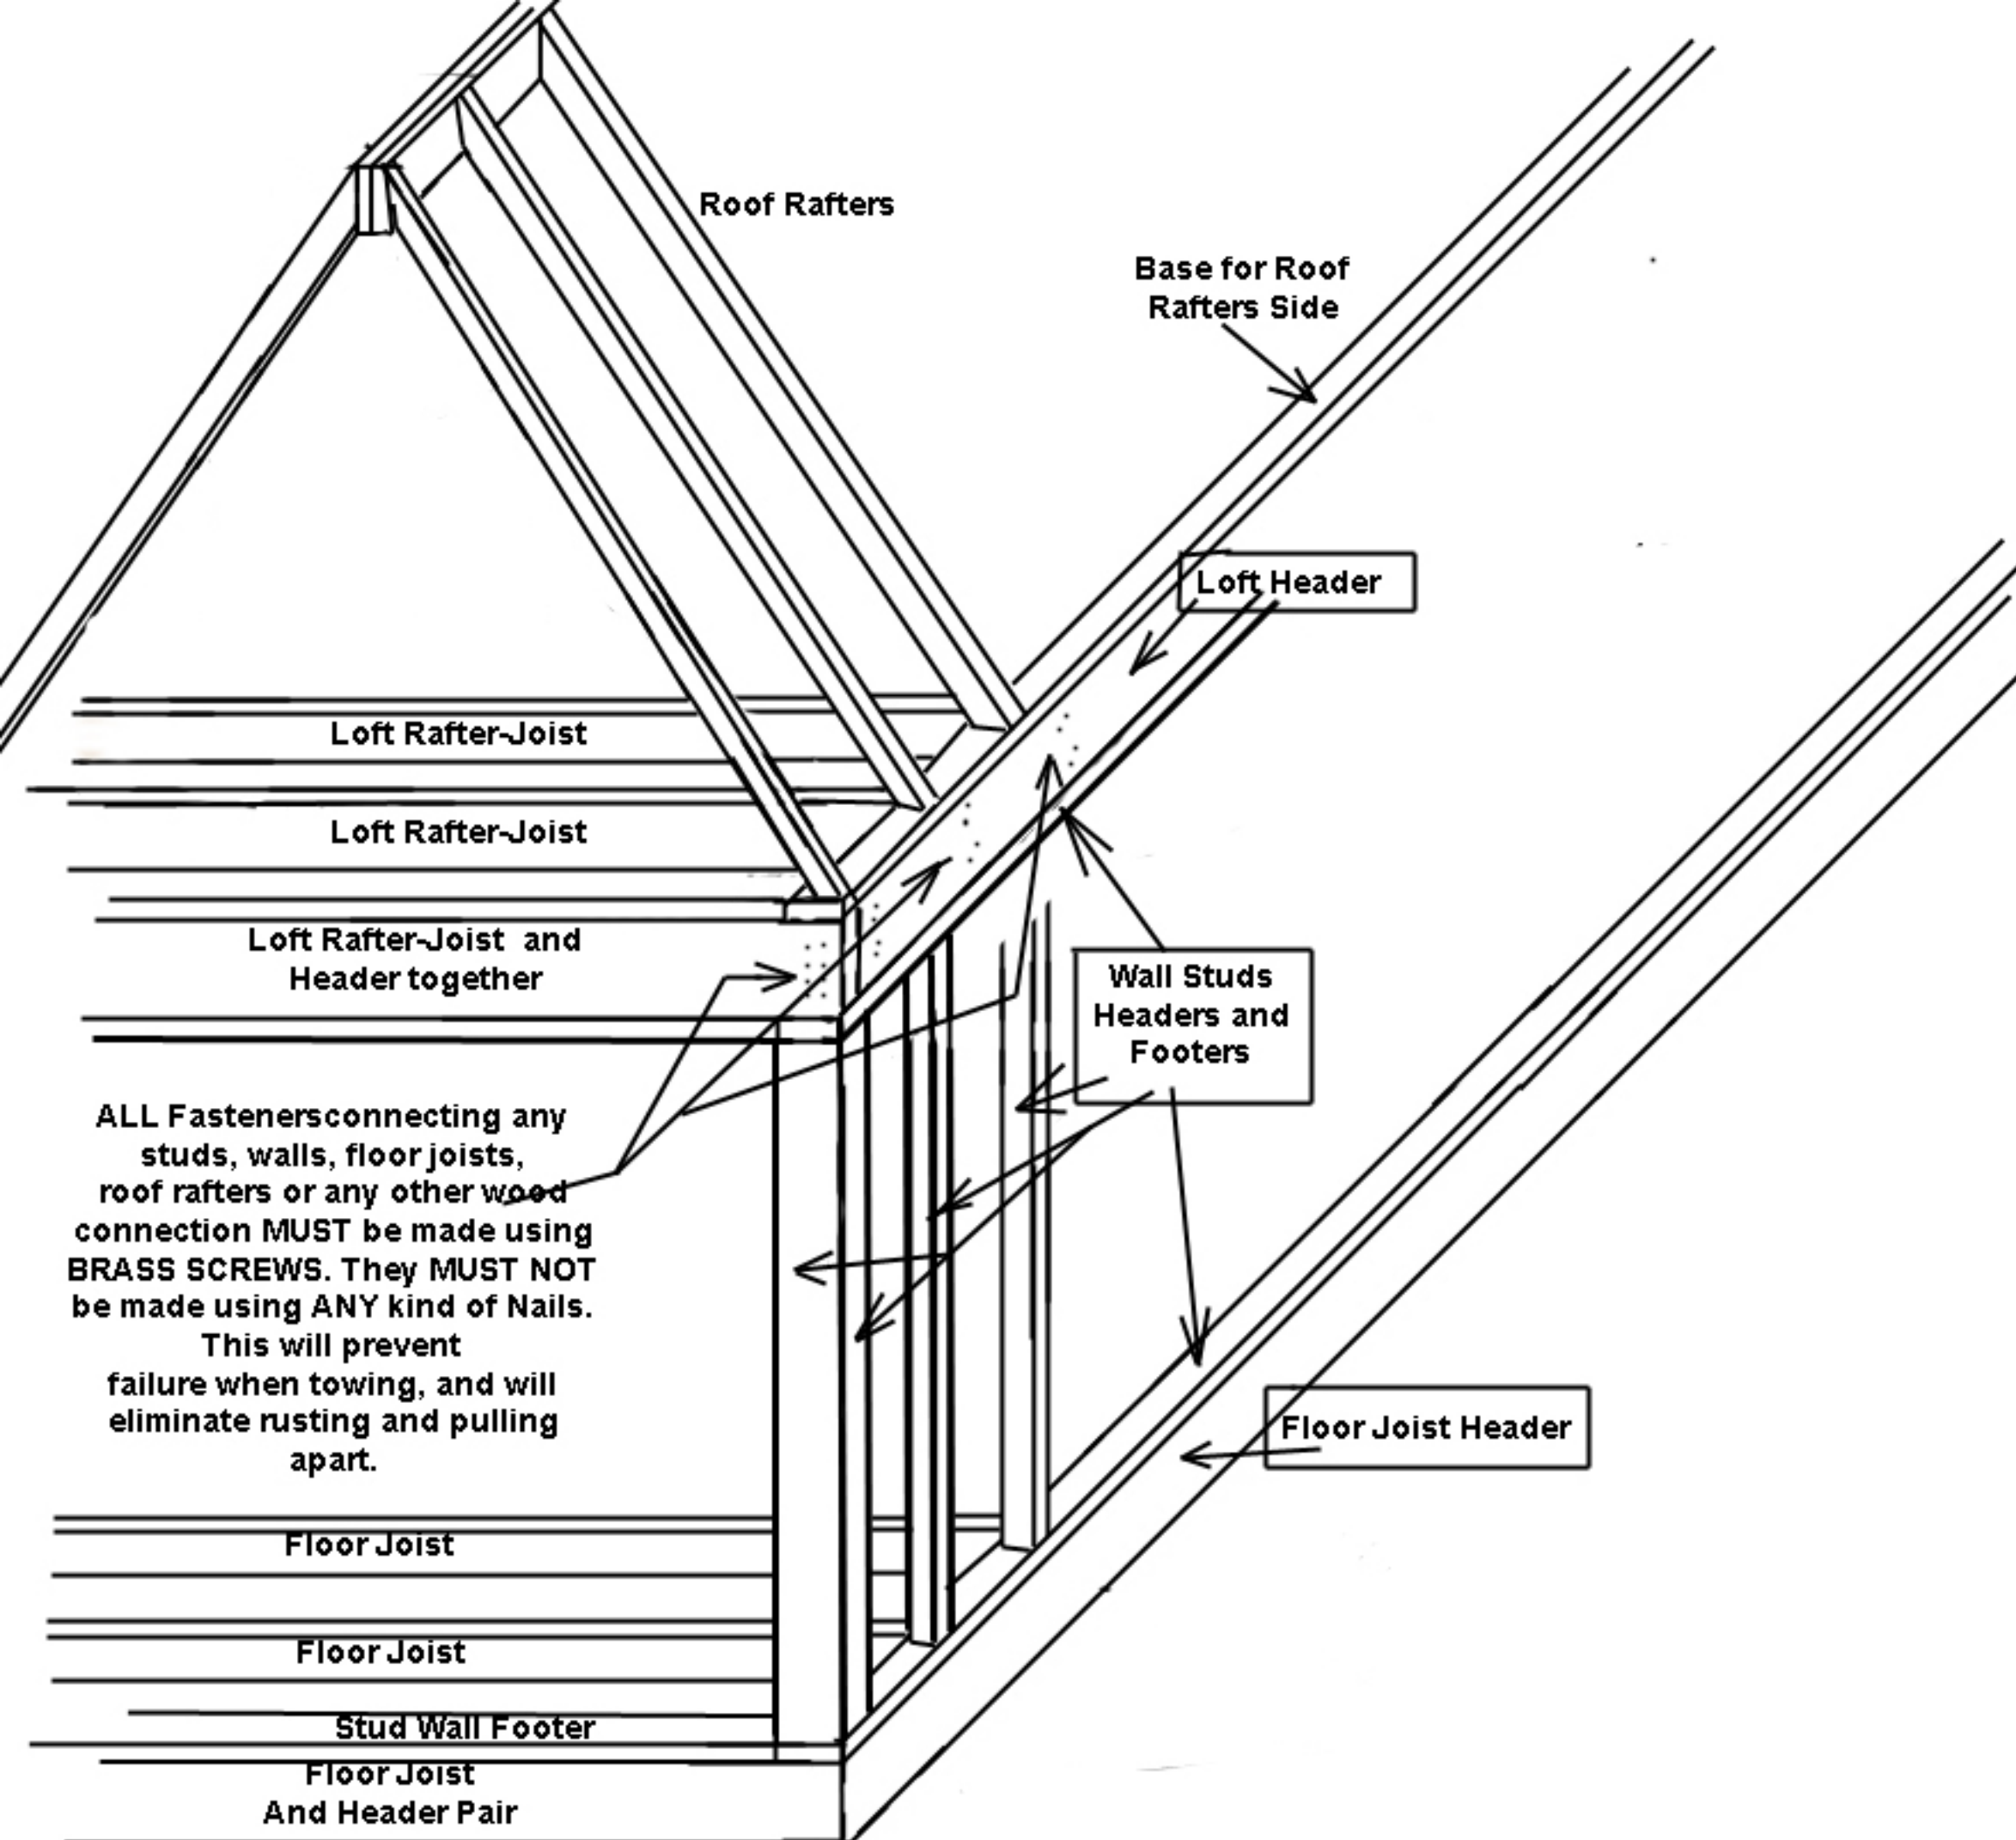 Roof Rafters
Base for Roof
Rafters Side
Loft Header
Loft Rafter-Joist
Loft Rafter-Joist
Loft Rafter-Joist and
Header together
Wall Studs
Headers and
Footers
ALL Fastenersconnecting any
studs, walls, floor joists,
roof rafters or any other wood
connection MUST be made using
BRASS SCREWS. They MUST NOT
be made using ANY kind of Nails.
This will prevent
failure when towing, and will
eliminate rusting and pulling
apart.
Floor Joist Header
Floor Joist
Floor Joist
Stud Wall Footer
Floor Joist
And Header Pair